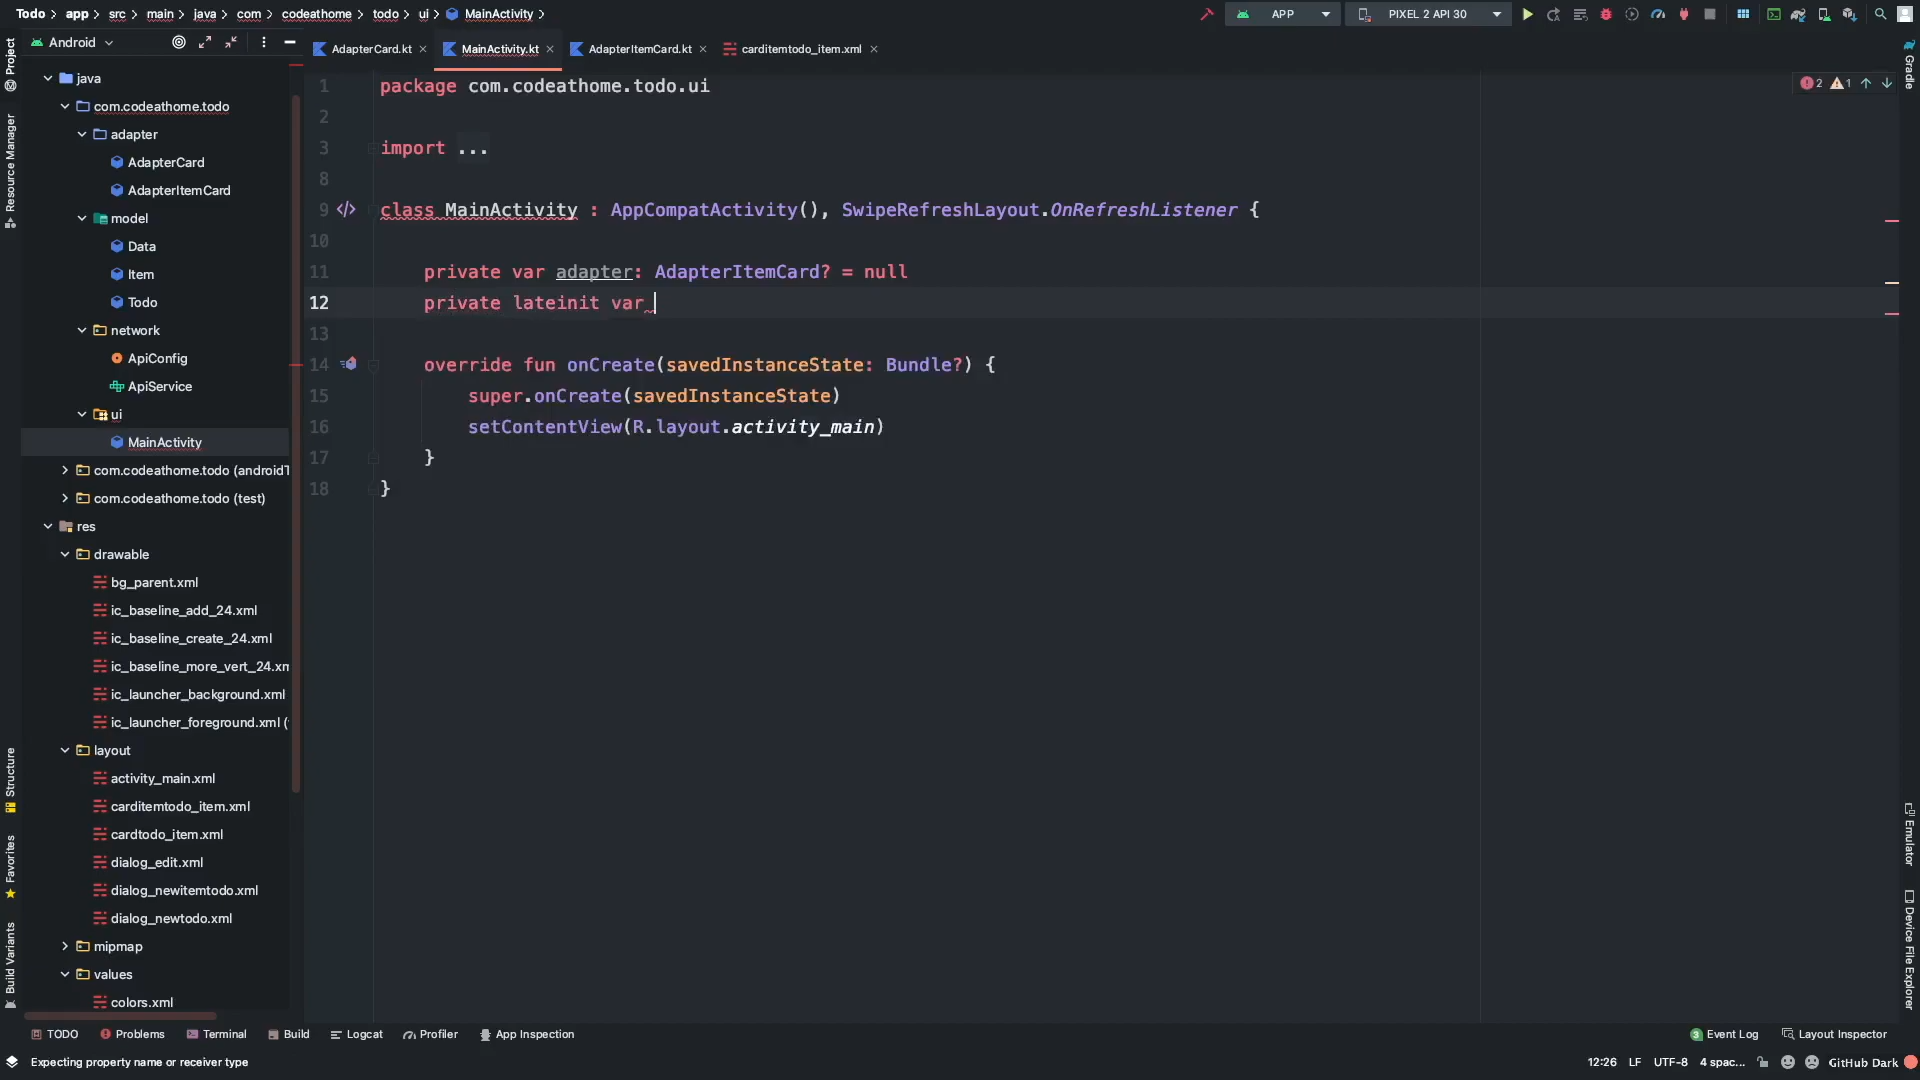 Todo app src main java com codeathome todo ui MainActivity
APP
PIXEL 2 API 30
Android
AdapterCard.kt
MainActivity.kt
AdapterItemCard.kt
carditemtodo_item.xml
Project
Resource Manager
Structure
Favorites
Build Variants
java
com.codeathome.todo
adapter
AdapterCard
AdapterItemCard
model
Data
Item
Todo
network
ApiConfig
ApiService
ui
MainActivity
com.codeathome.todo (androidT
com.codeathome.todo (test)
res
drawable
bg_parent.xml
ic_baseline_add_24.xml
ic_baseline_create_24.xml
ic_baseline_more_vert_24.xm
ic_launcher_background.xml
ic_launcher_foreground.xml (
layout
activity_main.xml
carditemtodo_item.xml
cardtodo_item.xml
dialog_edit.xml
dialog_newitemtodo.xml
dialog_newtodo.xml
mipmap
values
colors.xml
1 package com.codeathome.todo.ui
2
3 import ...
8
9 class MainActivity : AppCompatActivity(), SwipeRefreshLayout.OnRefreshListener {
10
11 private var adapter: AdapterItemCard? = null
12 private lateinit var
13
14 override fun onCreate(savedInstanceState: Bundle?) {
15 super.onCreate(savedInstanceState)
16 setContentView(R.layout.activity_main)
17 }
18 }
2 1
Gradle
Emulator
Device File Explorer
TODO Problems Terminal Build Logcat Profiler App Inspection
3 Event Log Layout Inspector
Expecting property name or receiver type
12:26 LF UTF-8 4 spac... GitHub Dark